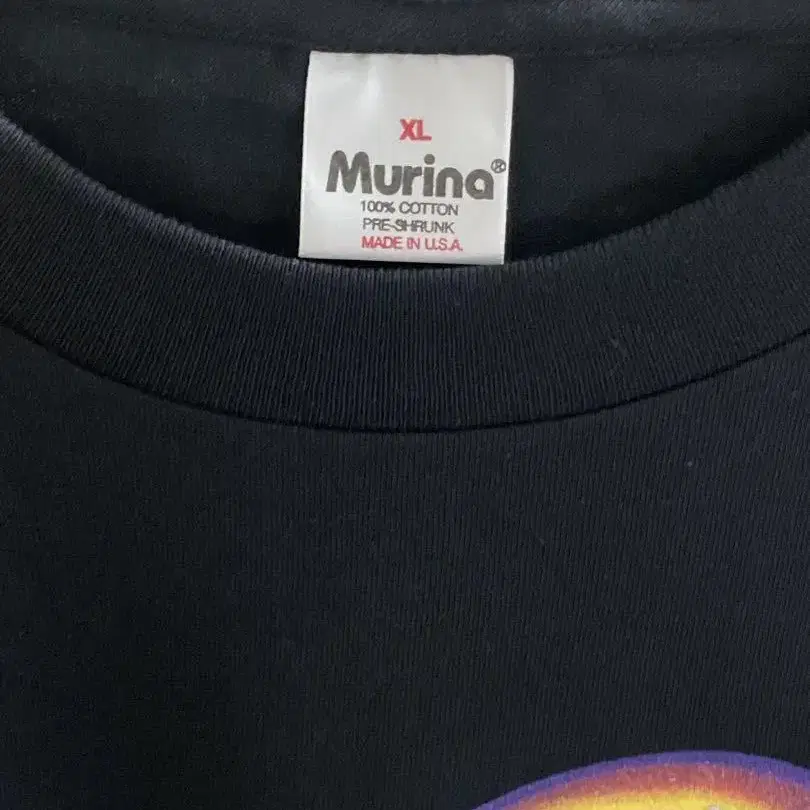 XL
Murina®
100% COTTON
PRE-SHRUNK
MADE IN U.S.A.